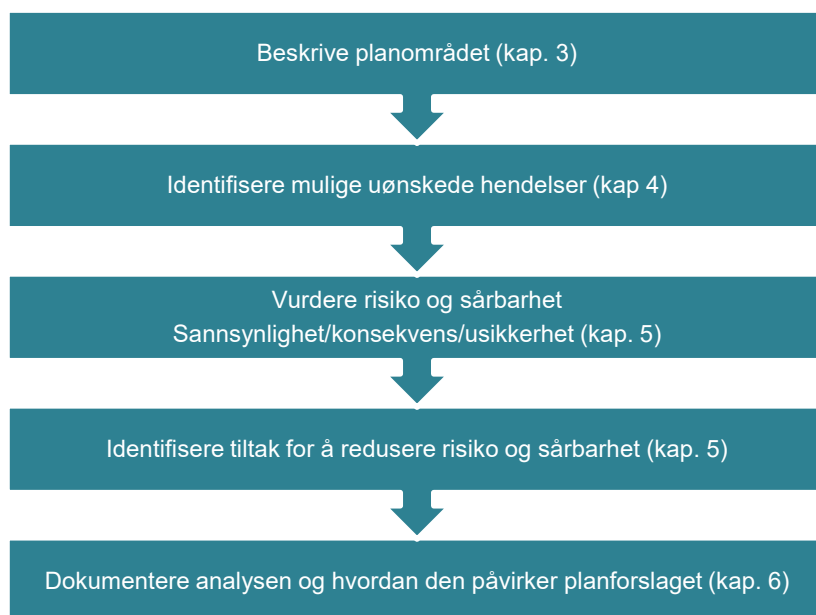 Beskrive planområdet (kap. 3)
Identifisere mulige uønskede hendelser (kap 4)
Vurdere risiko og sårbarhet
Sannsynlighet/konsekvens/usikkerhet (kap. 5)
Identifisere tiltak for å redusere risiko og sårbarhet (kap. 5)
Dokumentere analysen og hvordan den påvirker planforslaget (kap. 6)